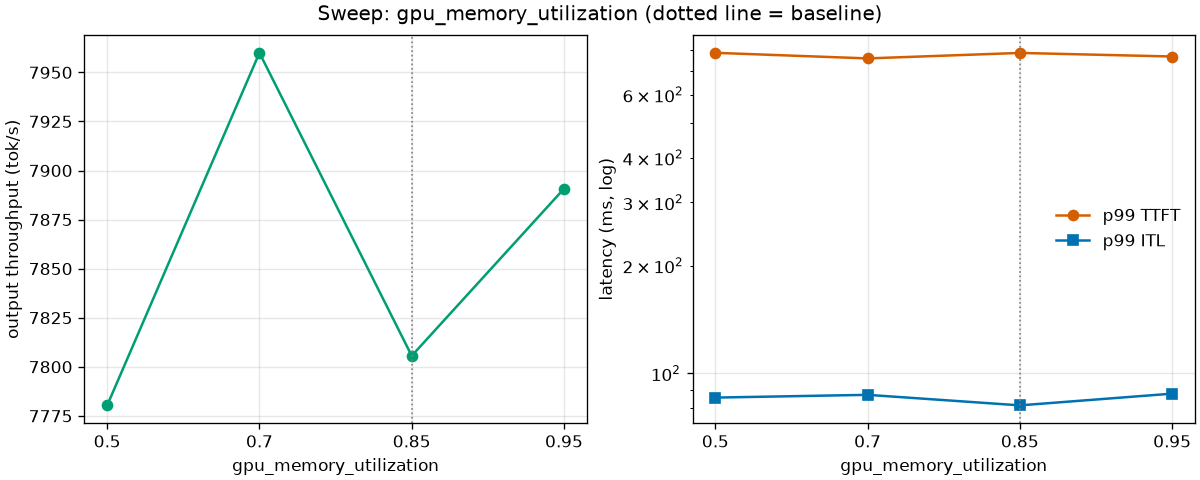 Sweep: gpu_memory_utilization (dotted line = baseline)
output throughput (tok/s)
7950
7925
7900
7875
7850
7825
7800
7775
0.5
0.7
0.85
0.95
gpu_memory_utilization
latency (ms, log)
6 × 10²
4 × 10²
3 × 10²
2 × 10²
10²
p99 TTFT
p99 ITL
0.5
0.7
0.85
0.95
gpu_memory_utilization